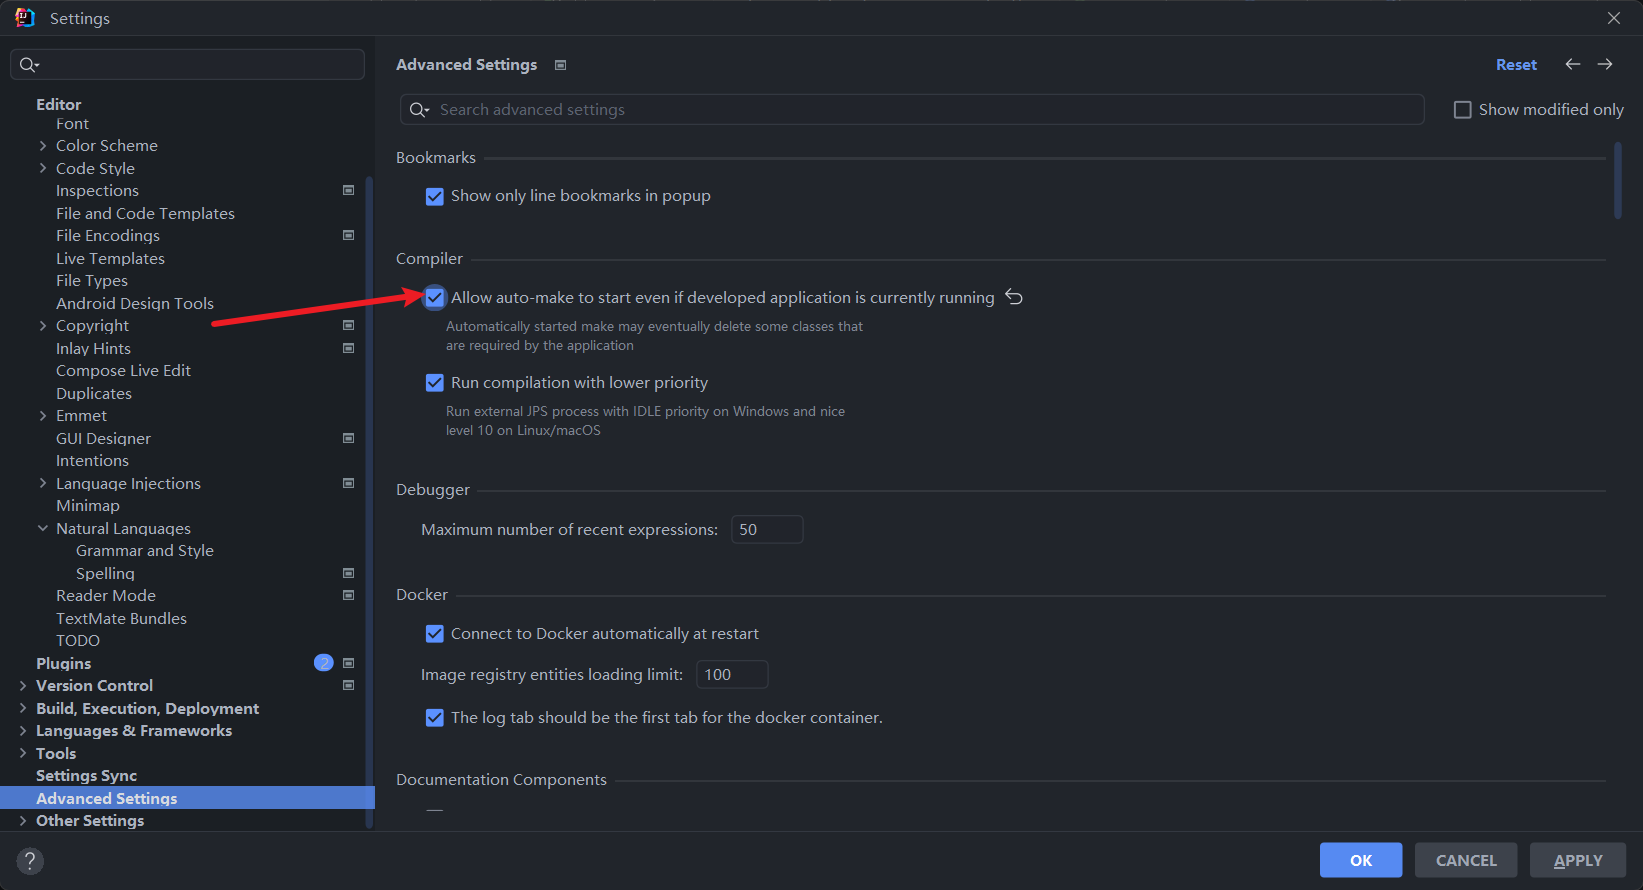 Settings
Editor
Font
Color Scheme
Code Style
Inspections
File and Code Templates
File Encodings
Live Templates
File Types
Android Design Tools
Copyright
Inlay Hints
Compose Live Edit
Duplicates
Emmet
GUI Designer
Intentions
Language Injections
Minimap
Natural Languages
Grammar and Style
Spelling
Reader Mode
TextMate Bundles
TODO
Plugins 2
Version Control
Build, Execution, Deployment
Languages & Frameworks
Tools
Settings Sync
Advanced Settings
Other Settings
?
Advanced Settings
Reset
Search advanced settings
Show modified only
Bookmarks
Show only line bookmarks in popup
Compiler
Allow auto-make to start even if developed application is currently running
Automatically started make may eventually delete some classes that
are required by the application
Run compilation with lower priority
Run external JPS process with IDLE priority on Windows and nice
level 10 on Linux/macOS
Debugger
Maximum number of recent expressions: 50
Docker
Connect to Docker automatically at restart
Image registry entities loading limit: 100
The log tab should be the first tab for the docker container.
Documentation Components
OK
CANCEL
APPLY